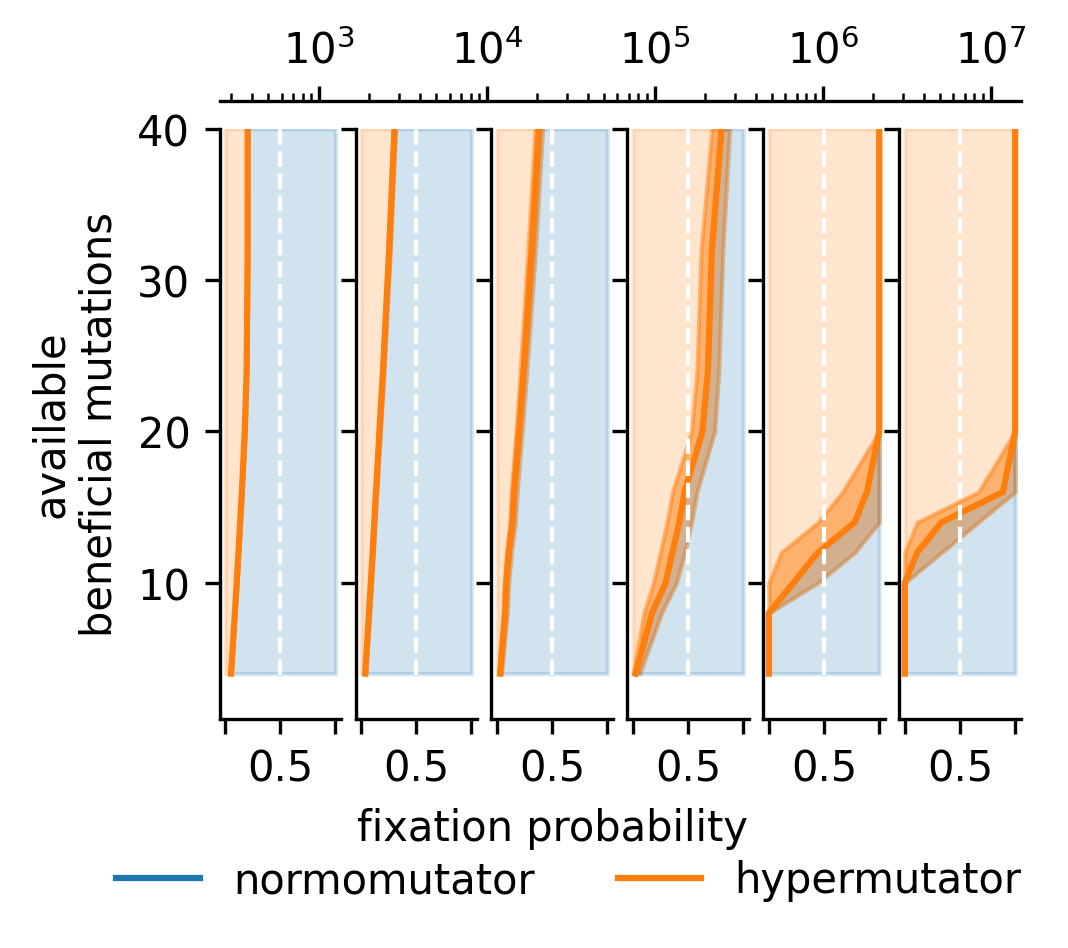 10³ 10⁴ 10⁵ 10⁶ 10⁷
40
30
20
10
available
beneficial mutations
0.5 0.5 0.5 0.5 0.5 0.5
fixation probability
normomutator hypermutator